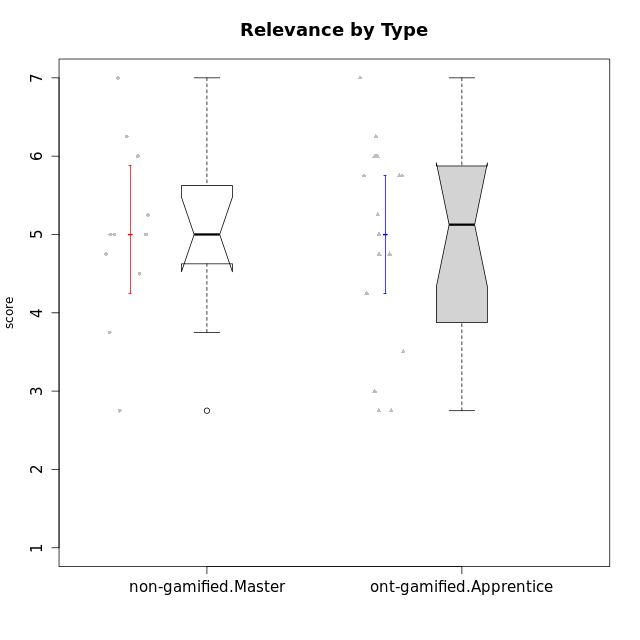 Relevance by Type
7
6
5
4
3
2
1
score
non-gamified.Master
ont-gamified.Apprentice